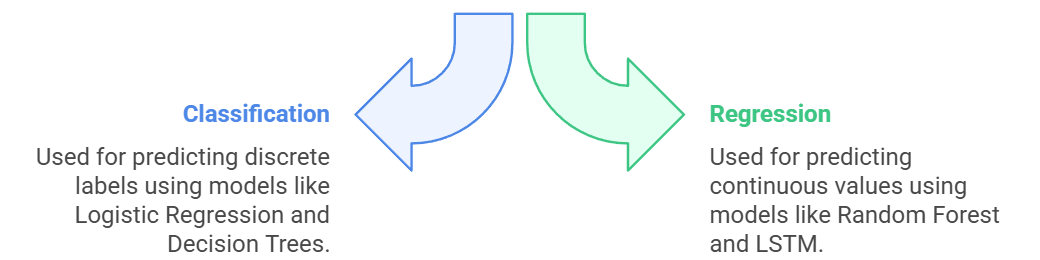 Classification
Used for predicting discrete
labels using models like
Logistic Regression and
Decision Trees.
Regression
Used for predicting
continuous values using
models like Random Forest
and LSTM.